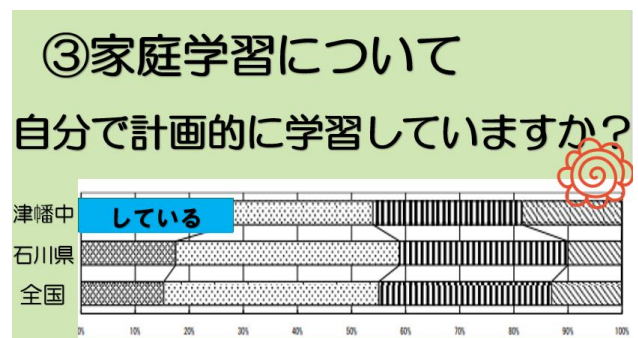 ③家庭学習について
自分で計画的に学習していますか?
津幡中
している
石川県
全国
0% 10% 20% 30% 40% 50% 60% 70% 80% 90% 100%